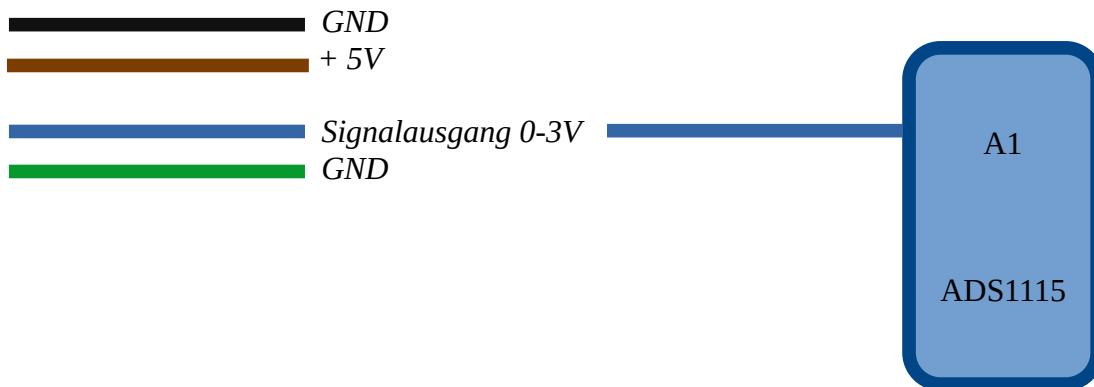 GND
+ 5V
Signalausgang 0-3V
GND
A1
ADS1115